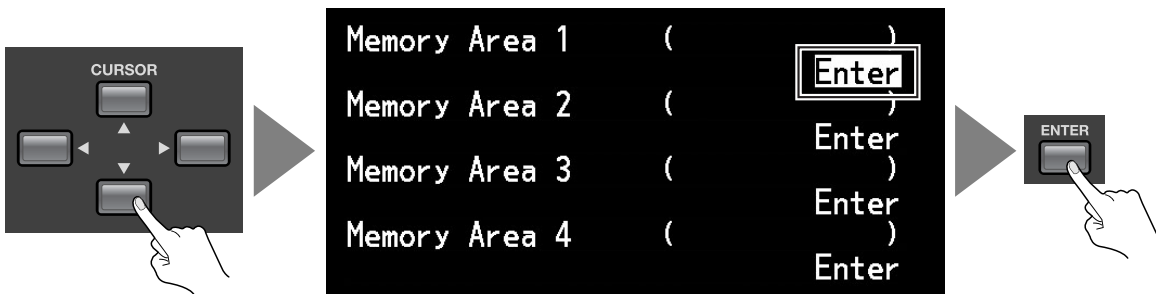 CURSOR
Memory Area 1 ( )
Enter
Memory Area 2 ( )
Enter
Memory Area 3 ( )
Enter
Memory Area 4 ( )
Enter
ENTER